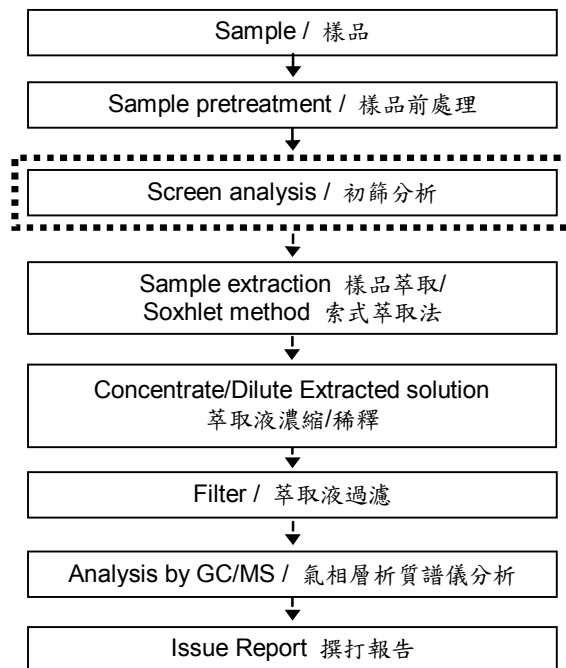 Sample / 樣品
Sample pretreatment / 樣品前處理
Screen analysis / 初篩分析
Sample extraction 樣品萃取/
Soxhlet method 索式萃取法
Concentrate/Dilute Extracted solution
萃取液濃縮/稀釋
Filter / 萃取液過濾
Analysis by GC/MS / 氣相層析質譜儀分析
Issue Report 撰打報告